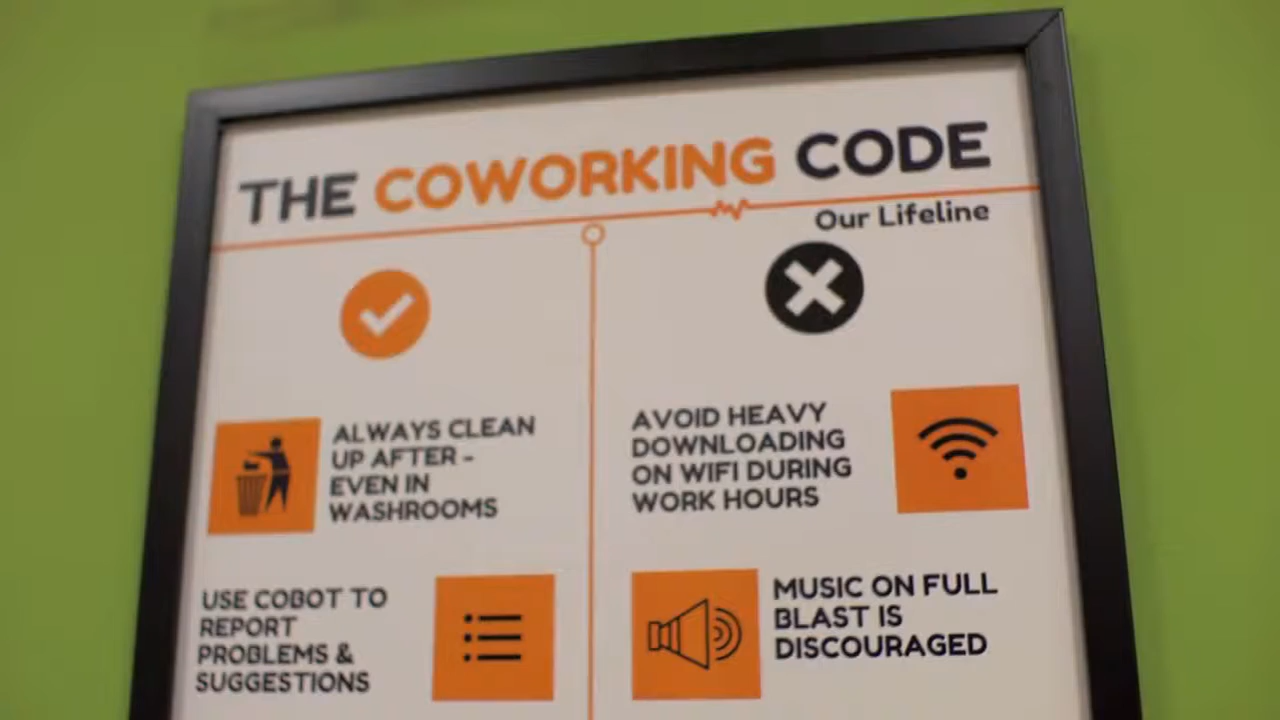 THE COWORKING CODE
Our Lifeline
ALWAYS CLEAN
UP AFTER -
EVEN IN
WASHROOMS
AVOID HEAVY
DOWNLOADING
ON WIFI DURING
WORK HOURS
USE COBOT TO
REPORT
PROBLEMS &
SUGGESTIONS
MUSIC ON FULL
BLAST IS
DISCOURAGED